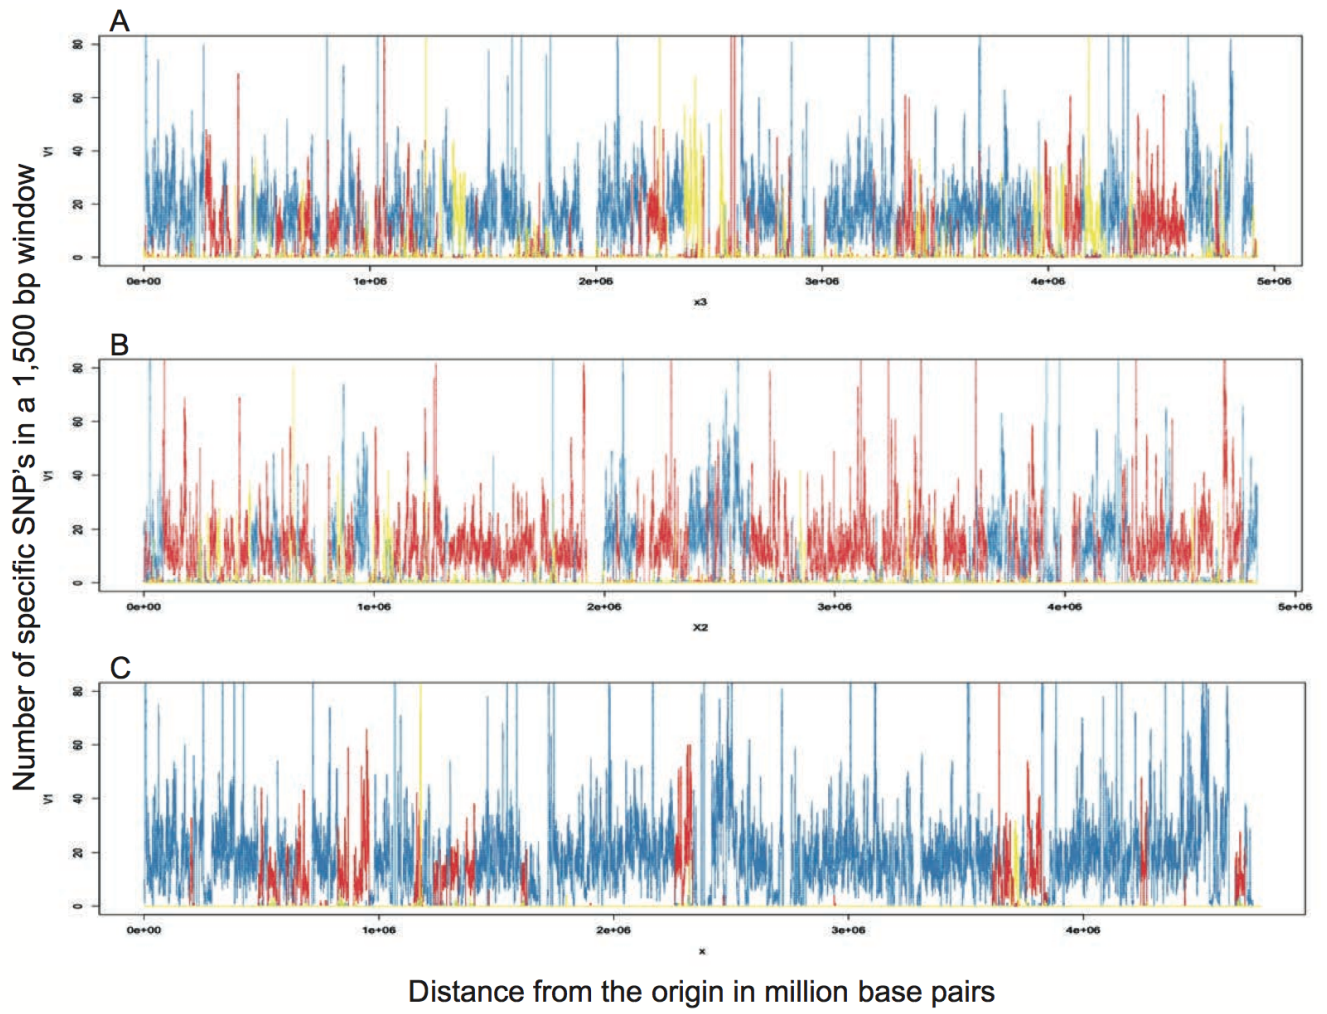 A
80
60
40
20
0
V1
0e+00 1e+06 2e+06 3e+06 4e+06 5e+06
x3
B
80
60
40
20
0
V1
0e+00 1e+06 2e+06 3e+06 4e+06 5e+06
X2
C
80
60
40
20
0
V1
0e+00 1e+06 2e+06 3e+06 4e+06
x
Number of specific SNP's in a 1,500 bp window
Distance from the origin in million base pairs